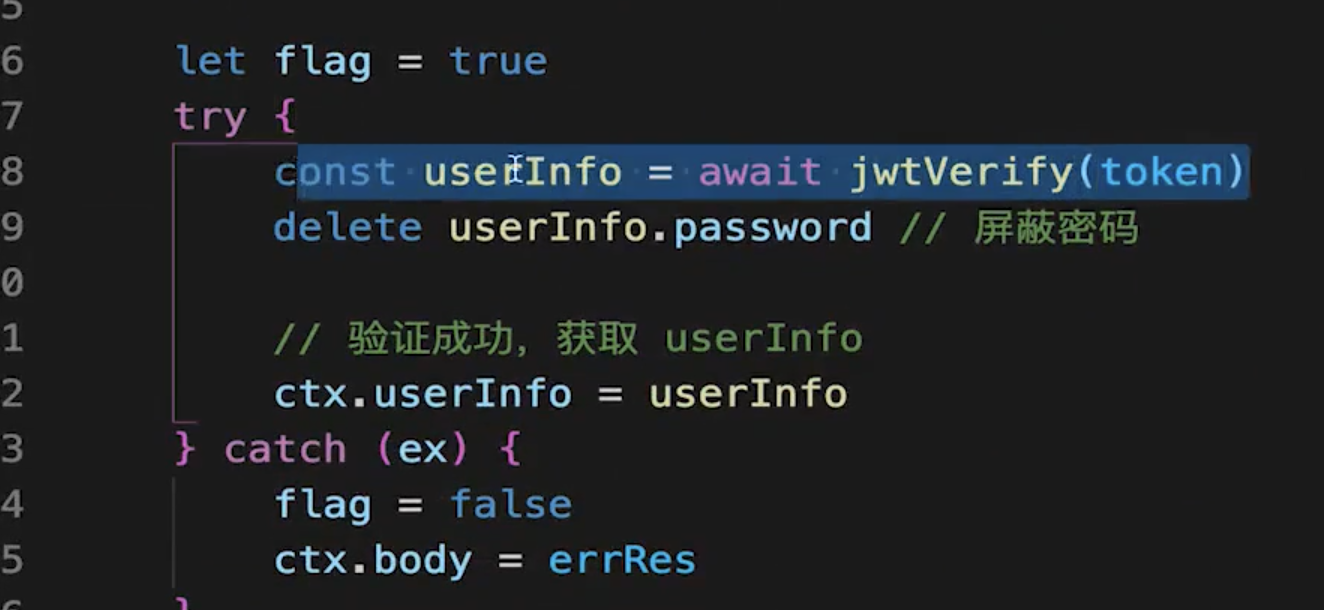 5
6 let flag = true
7 try {
8 const userInfo = await jwtVerify(token)
9 delete userInfo.password // 屏蔽密码
0
1 // 验证成功，获取 userInfo
2 ctx.userInfo = userInfo
3 } catch (ex) {
4 flag = false
5 ctx.body = errRes
6 }